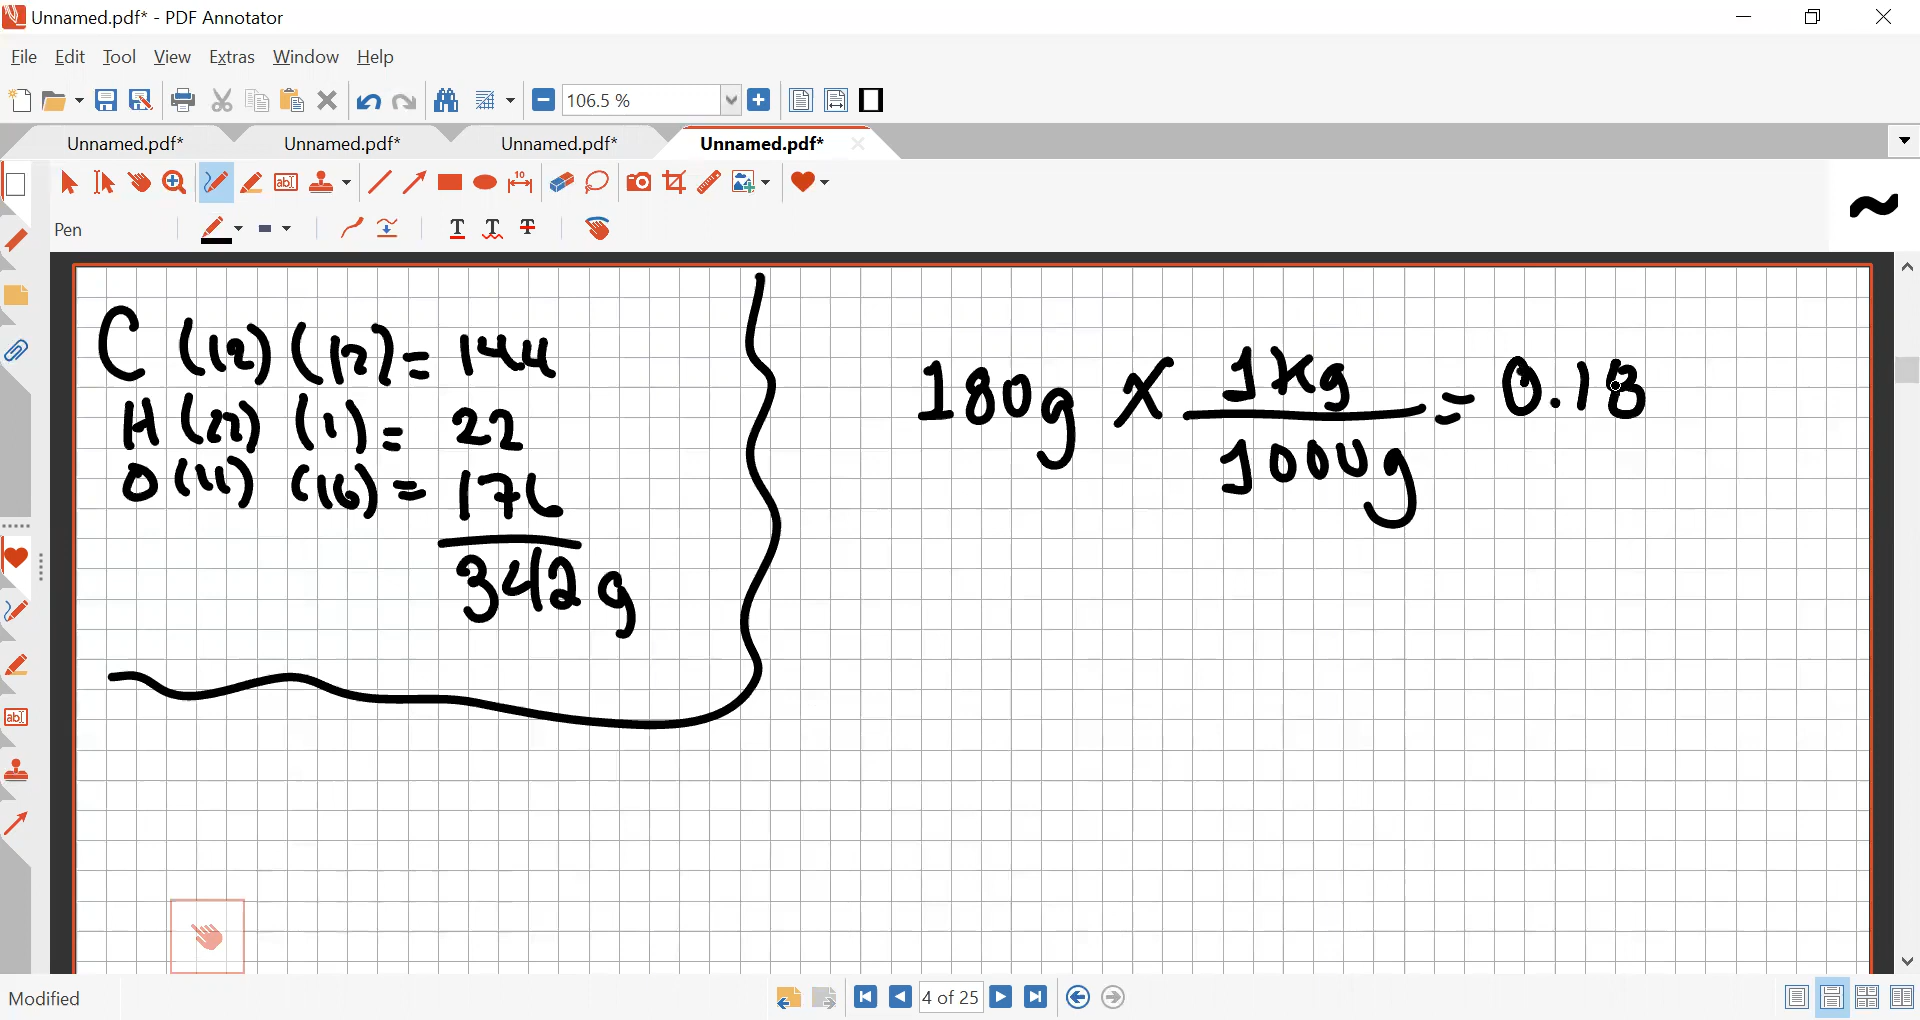 Unnamed.pdf* - PDF Annotator
File Edit Tool View Extras Window Help
106.5 %
Unnamed.pdf* Unnamed.pdf* Unnamed.pdf* Unnamed.pdf*
Pen
C (12) (12) = 144
H (22) (1) = 22
O (11) (16) = 176
342 g
180g X 1kg = 0.18
1000g
Modified
4 of 25